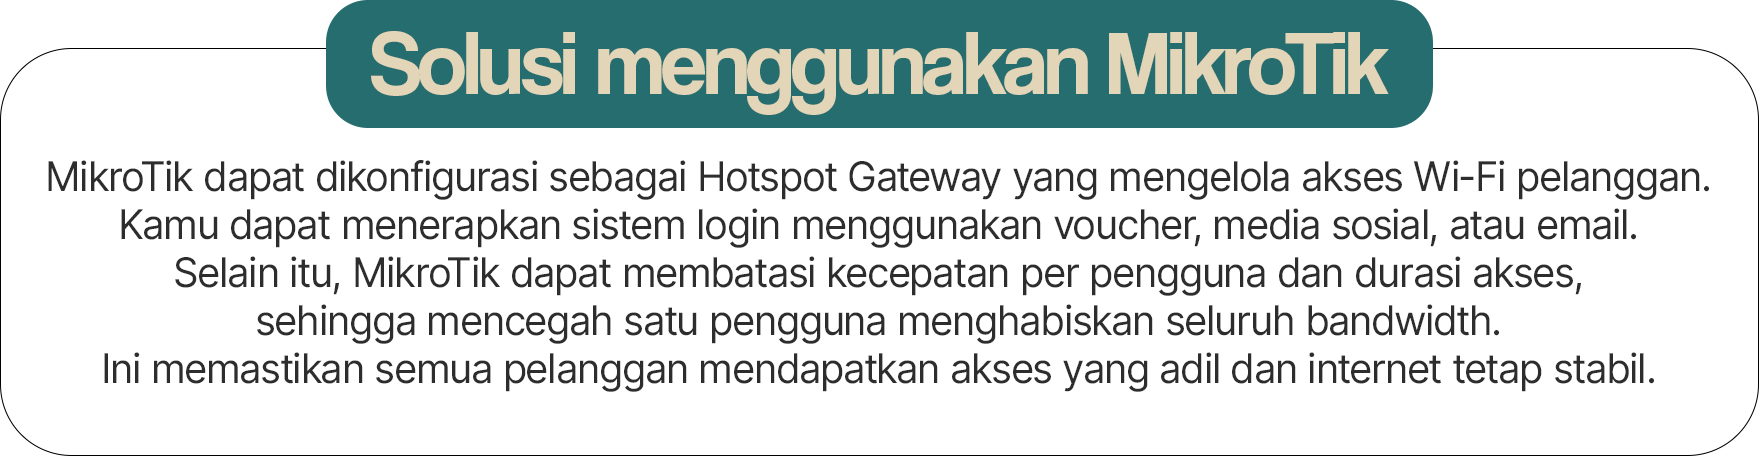 Solusi menggunakan MikroTik
MikroTik dapat dikonfigurasi sebagai Hotspot Gateway yang mengelola akses Wi-Fi pelanggan.
Kamu dapat menerapkan sistem login menggunakan voucher, media sosial, atau email.
Selain itu, MikroTik dapat membatasi kecepatan per pengguna dan durasi akses,
sehingga mencegah satu pengguna menghabiskan seluruh bandwidth.
Ini memastikan semua pelanggan mendapatkan akses yang adil dan internet tetap stabil.